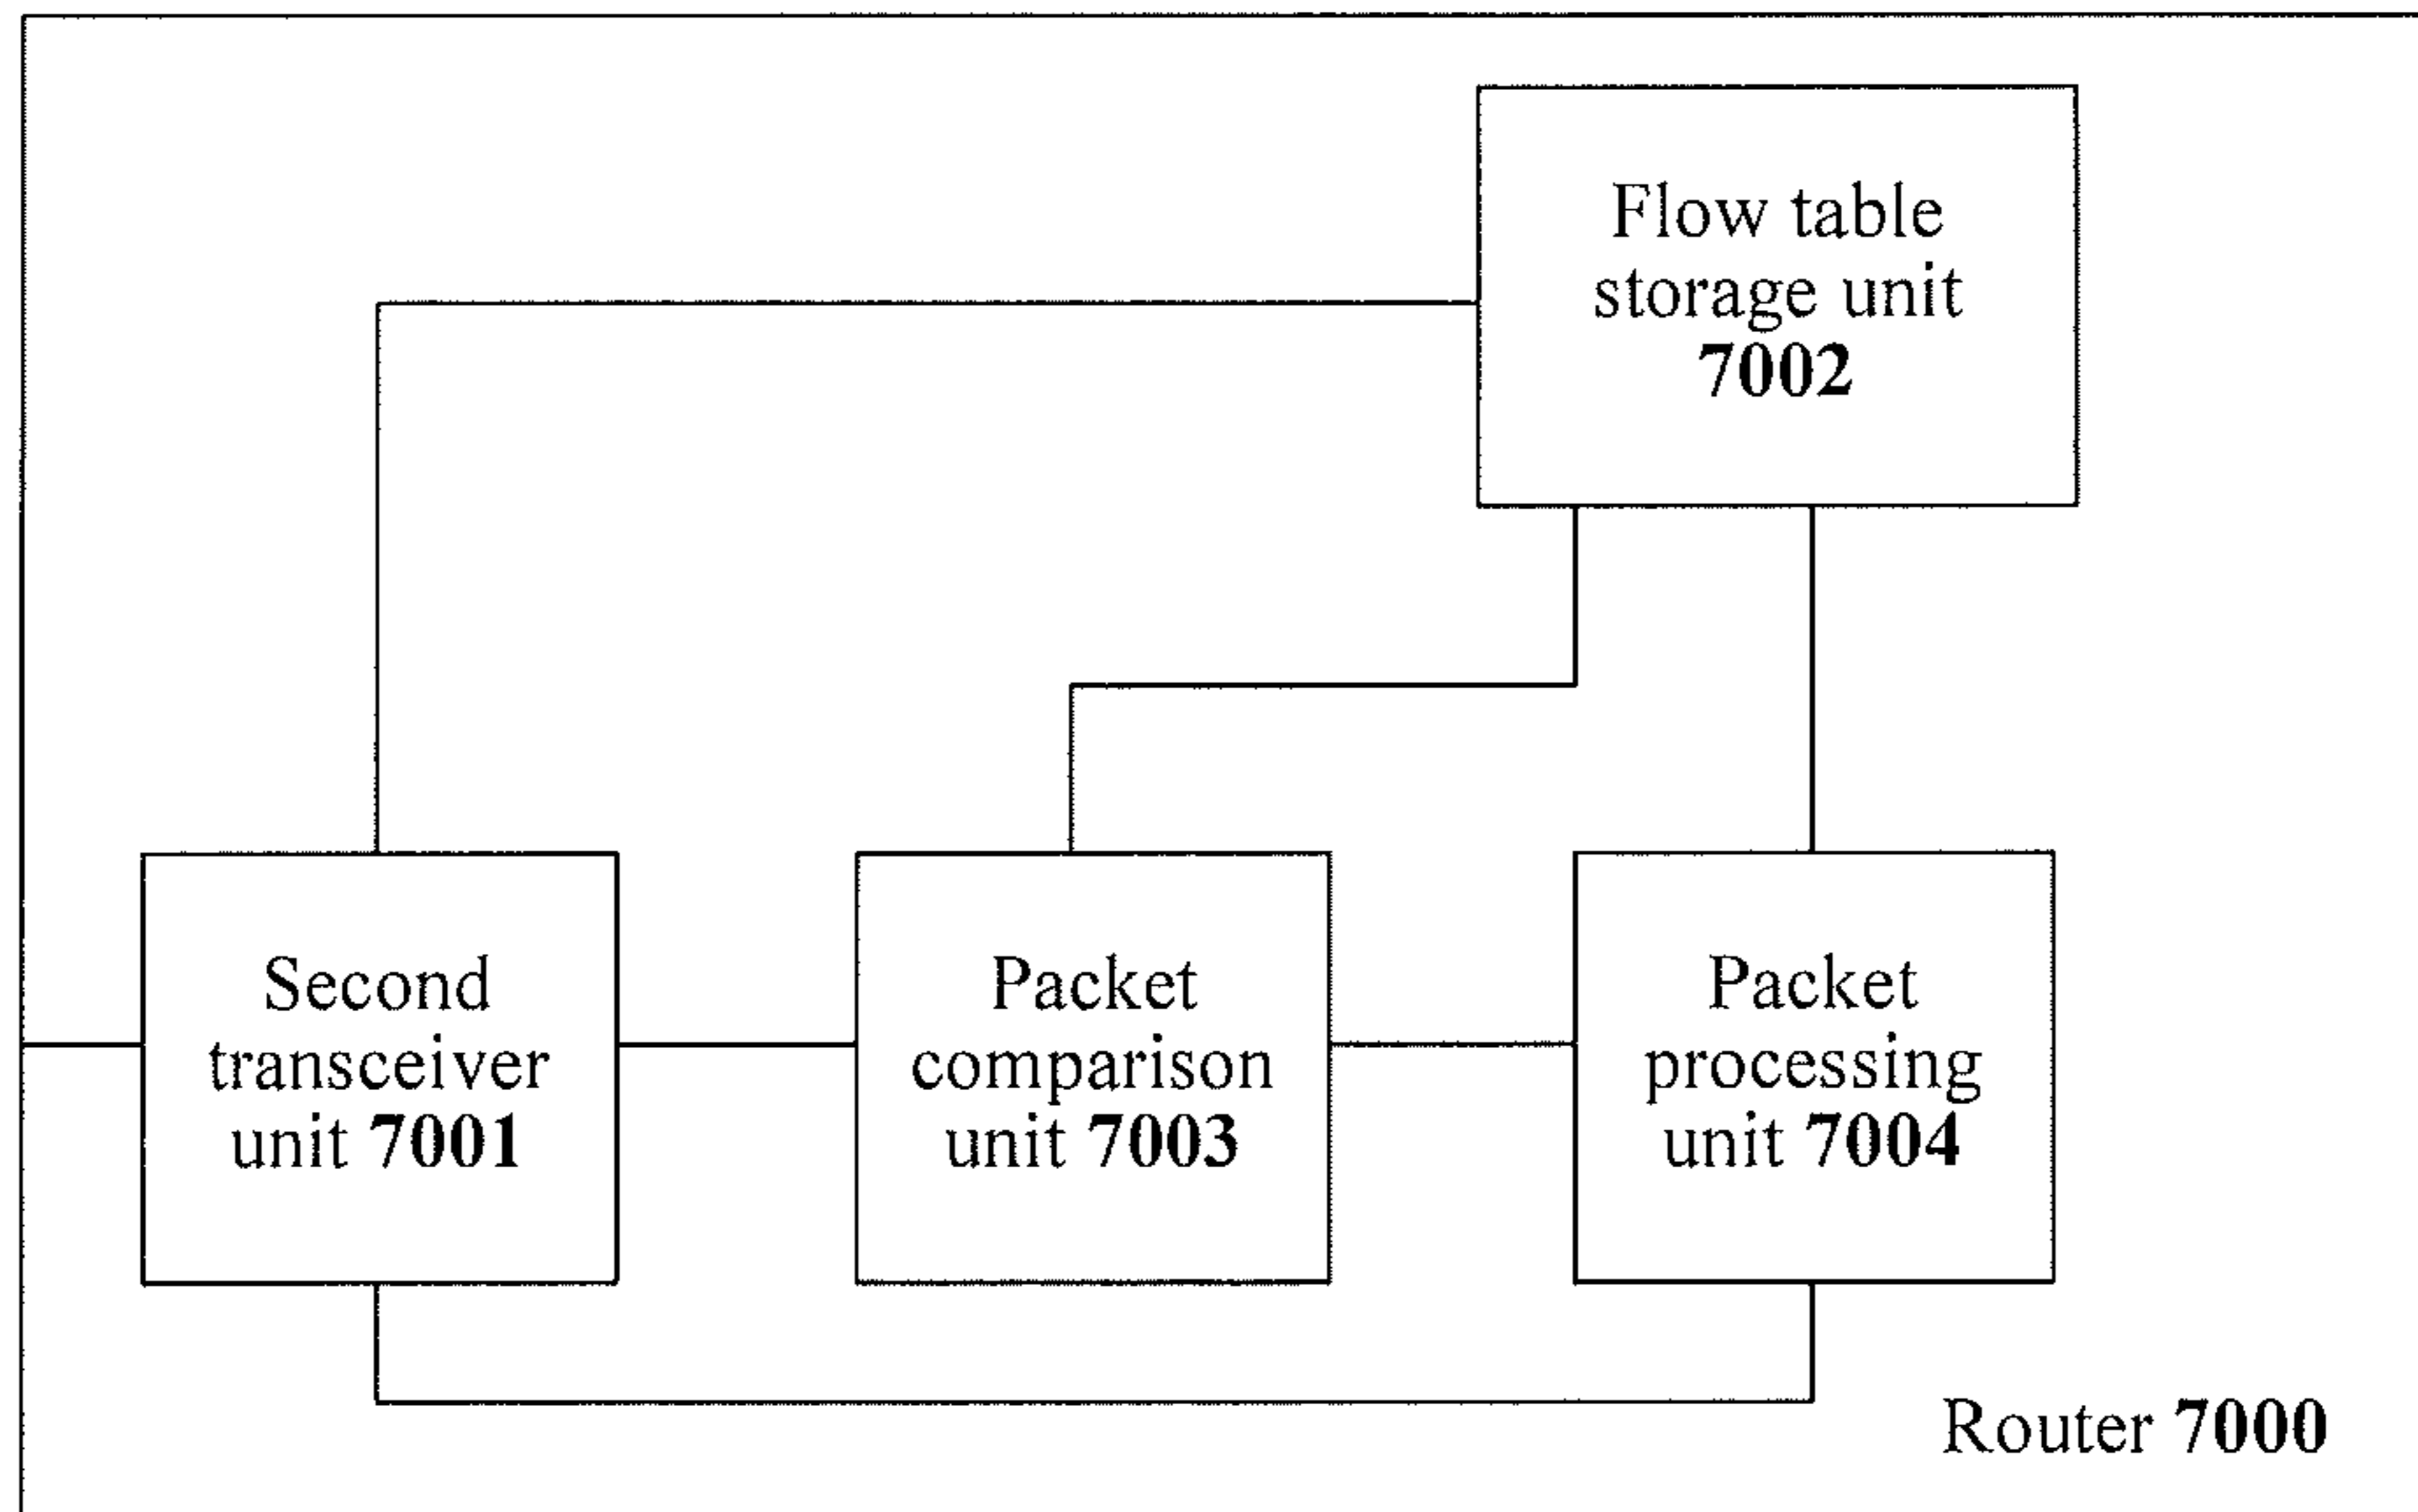 Flow table
storage unit
7002
Second
transceiver
unit 7001
Packet
comparison
unit 7003
Packet
processing
unit 7004
Router 7000